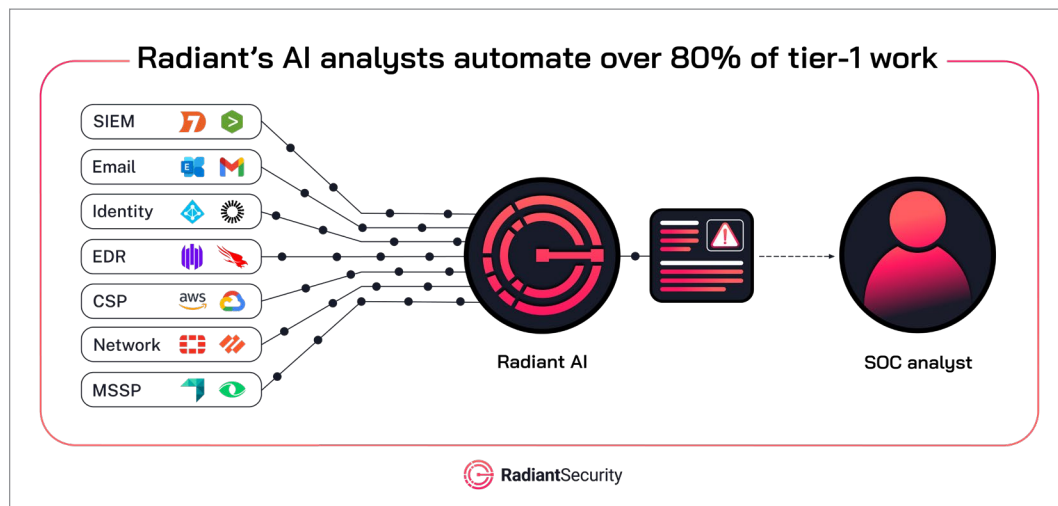 Radiant's AI analysts automate over 80% of tier-1 work
SIEM
Email
E
Identity
EDR
CSP
aws
Network
MSSP
Radiant AI
SOC analyst
RadiantSecurity